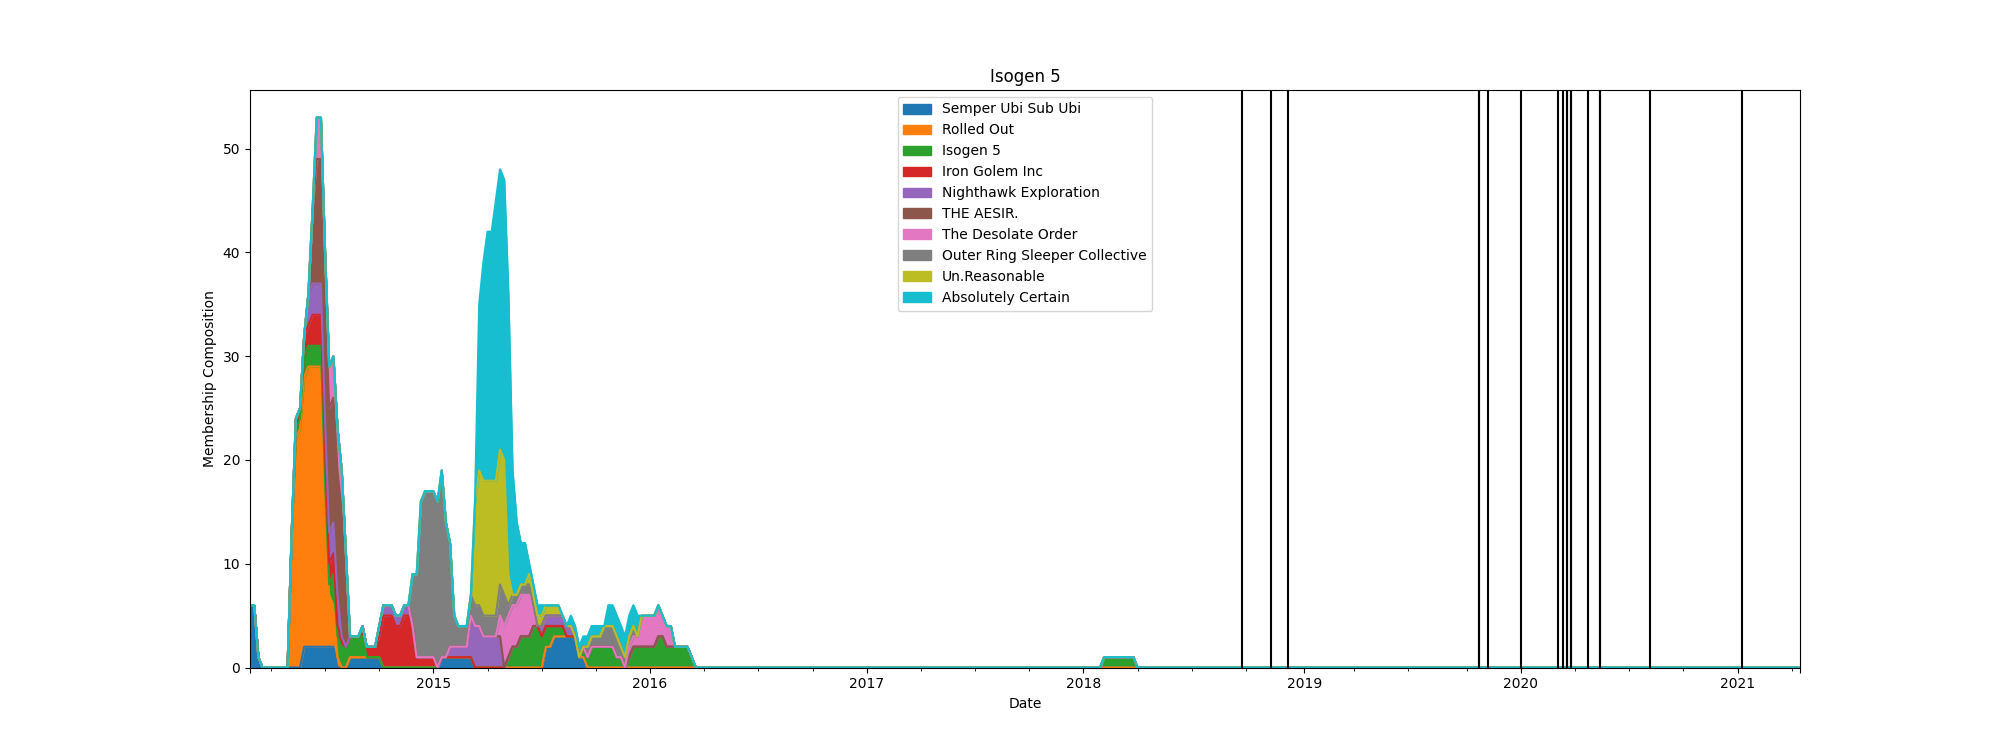 Isogen 5
Semper Ubi Sub Ubi
Rolled Out
Isogen 5
Iron Golem Inc
Nighthawk Exploration
THE AESIR.
The Desolate Order
Outer Ring Sleeper Collective
Un.Reasonable
Absolutely Certain
Membership Composition
50
40
30
20
10
0
2015 2016 2017 2018 2019 2020 2021
Date